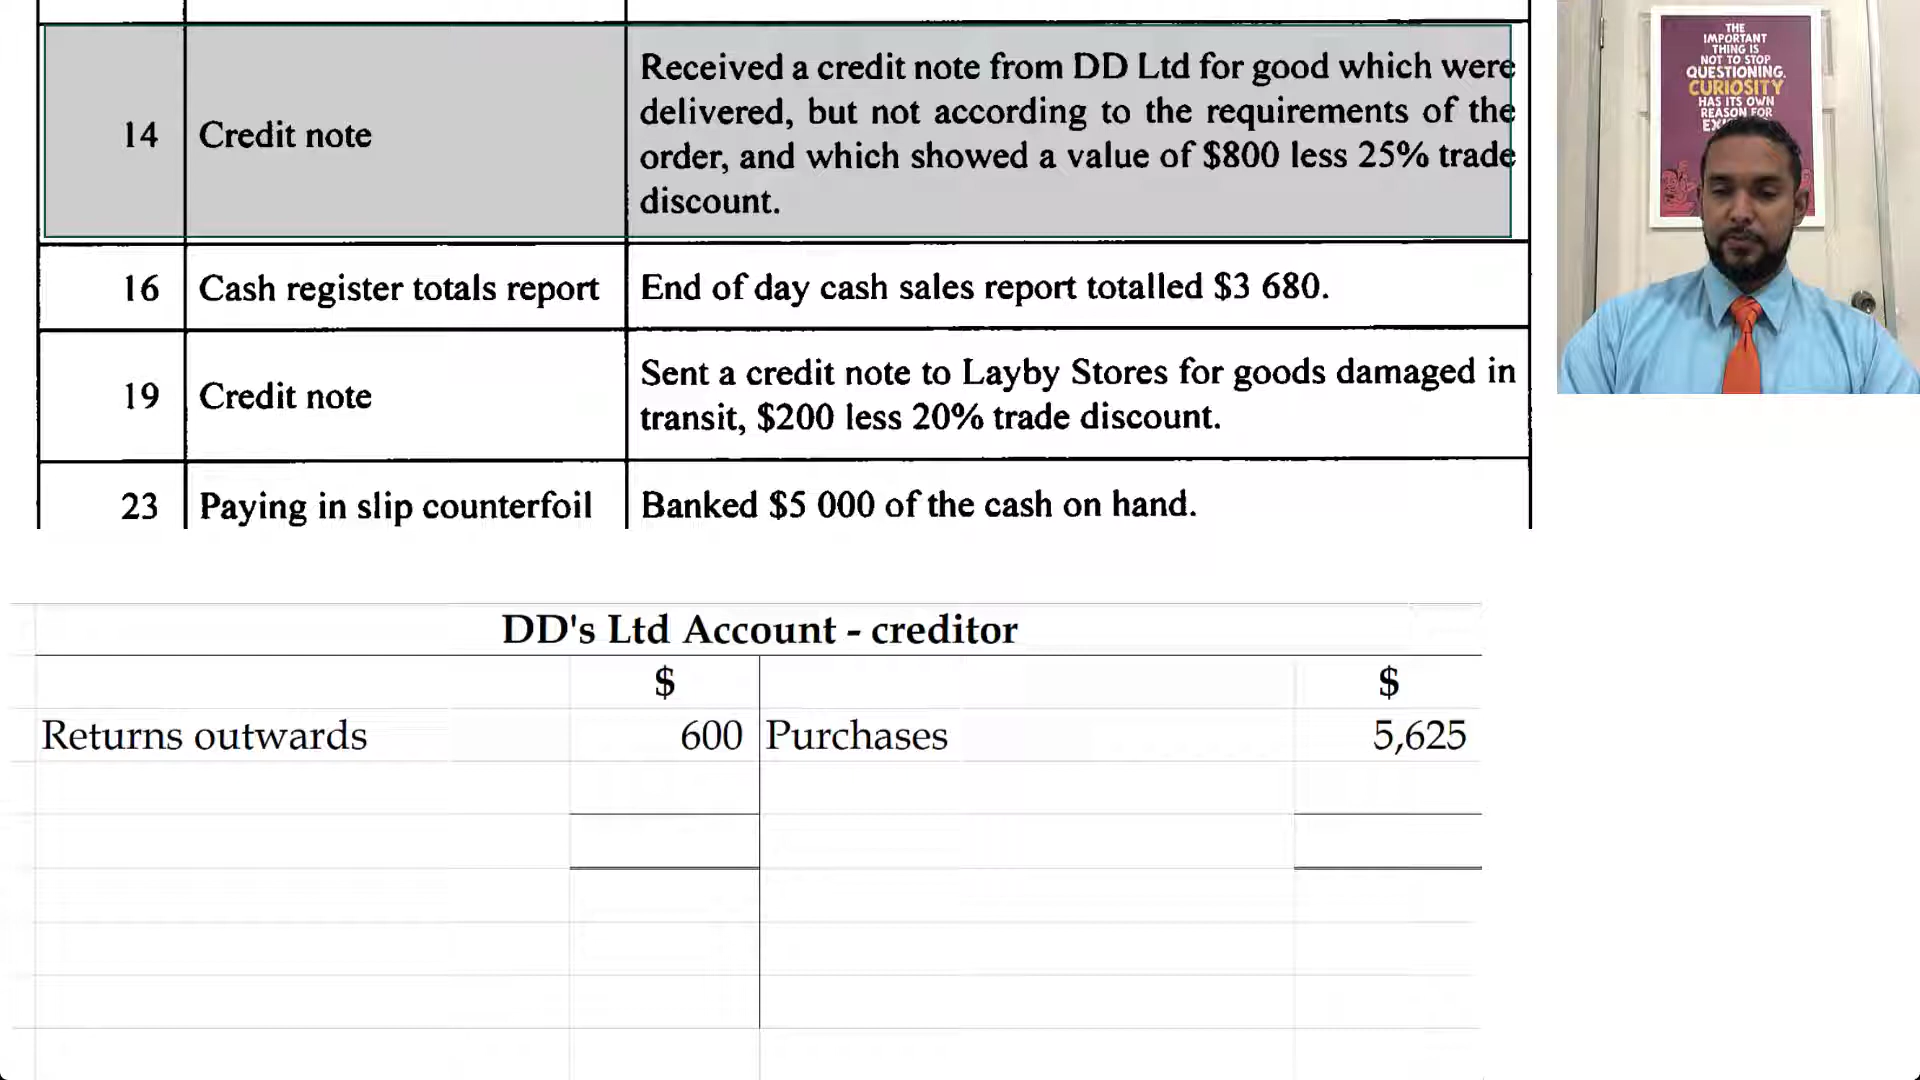 14 Credit note
Received a credit note from DD Ltd for good which were
delivered, but not according to the requirements of the
order, and which showed a value of $800 less 25% trade
discount.
16 Cash register totals report End of day cash sales report totalled $3 680.
19 Credit note
Sent a credit note to Layby Stores for goods damaged in
transit, $200 less 20% trade discount.
23 Paying in slip counterfoil Banked $5 000 of the cash on hand.
THE
IMPORTANT
THING IS
NOT TO STOP
QUESTIONING.
CURIOSITY
HAS ITS OWN
REASON FOR
DD's Ltd Account - creditor
$ $
Returns outwards 600 Purchases 5,625